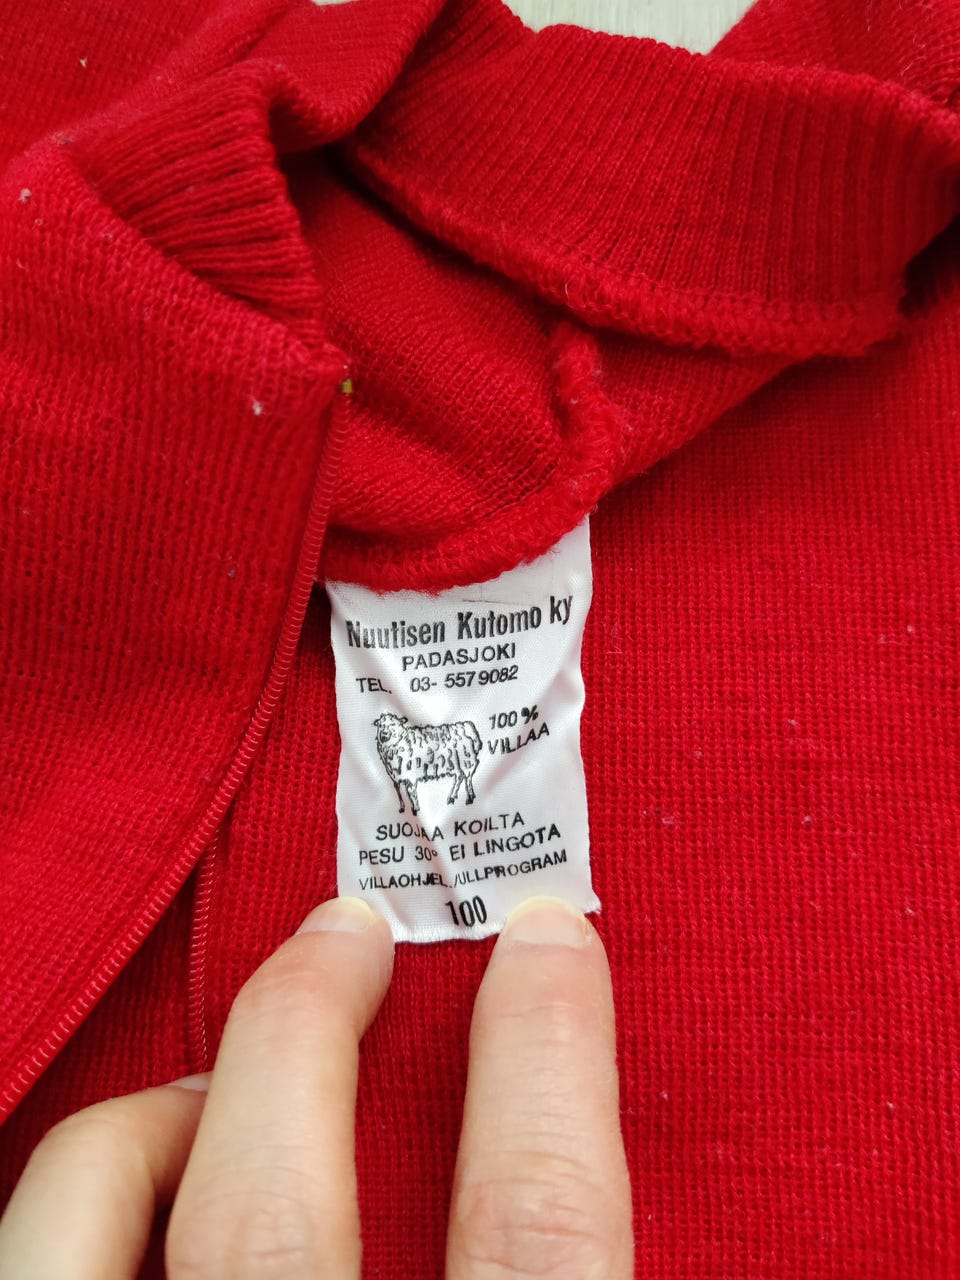 Nuutisen Kutomo ky
PADASJOKI
TEL. 03- 5579082
100 %
VILLAA
SUOJAA KOILTA
PESU 30° EI LINGOTA
VILLAOHJEL./ULLPROGRAM
100